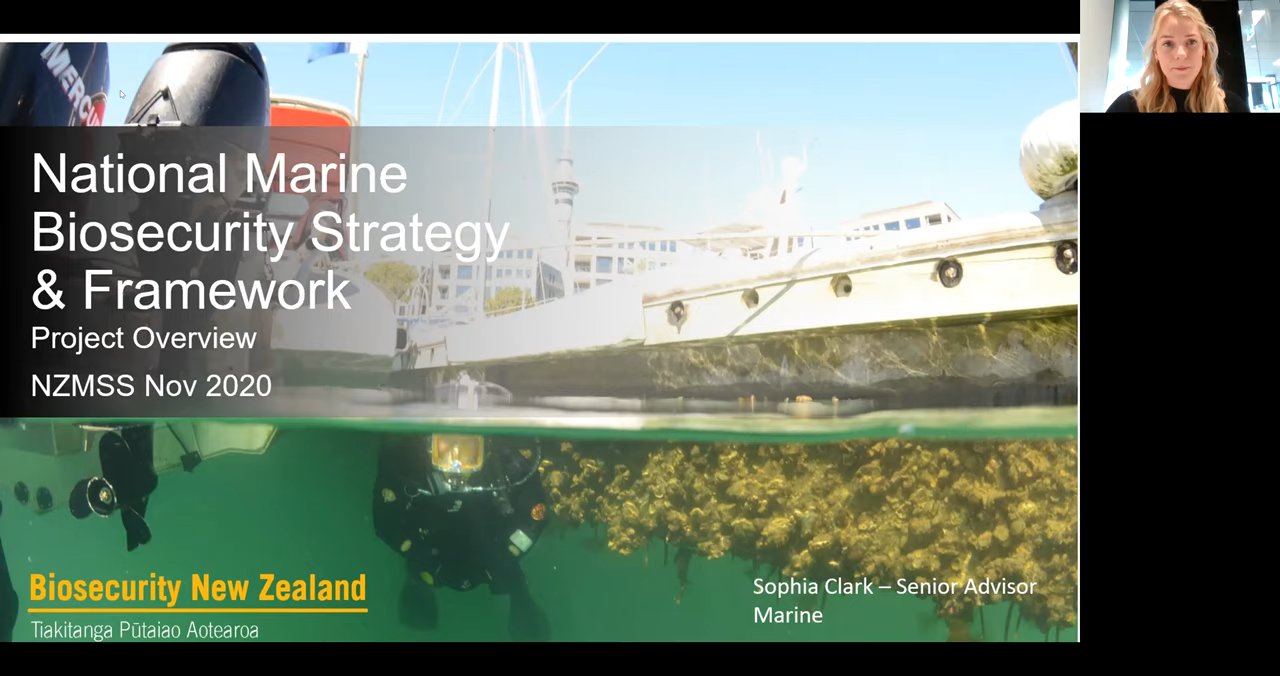 MERCU
National Marine
Biosecurity Strategy
& Framework
Project Overview
NZMSS Nov 2020
Biosecurity New Zealand
Tiakitanga Pūtaiao Aotearoa
Sophia Clark – Senior Advisor
Marine